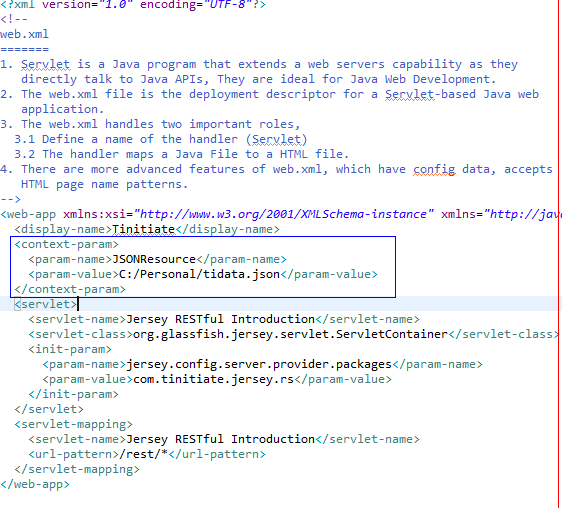 <?xml version="1.0" encoding="UTF-8"?>
<!--
web.xml
=======
1. Servlet is a Java program that extends a web servers capability as they
directly talk to Java APIs, They are ideal for Java Web Development.
2. The web.xml file is the deployment descriptor for a Servlet-based Java web
application.
3. The web.xml handles two important roles,
3.1 Define a name of the handler (Servlet)
3.2 The handler maps a Java File to a HTML file.
4. There are more advanced features of web.xml, which have config data, accepts
HTML page name patterns.
-->
<web-app xmlns:xsi="http://www.w3.org/2001/XMLSchema-instance" xmlns="http://jav
<display-name>Tinitiate</display-name>
<context-param>
<param-name>JSONResource</param-name>
<param-value>C:/Personal/tidata.json</param-value>
</context-param>
<servlet>
<servlet-name>Jersey RESTful Introduction</servlet-name>
<servlet-class>org.glassfish.jersey.servlet.ServletContainer</servlet-class>
<init-param>
<param-name>jersey.config.server.provider.packages</param-name>
<param-value>com.tinitiate.jersey.rs</param-value>
</init-param>
</servlet>
<servlet-mapping>
<servlet-name>Jersey RESTful Introduction</servlet-name>
<url-pattern>/rest/*</url-pattern>
</servlet-mapping>
</web-app>